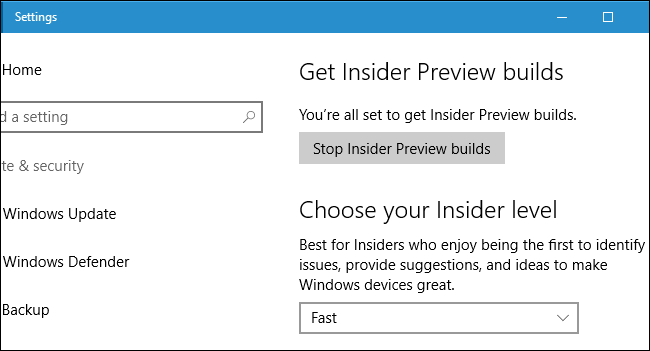 Settings
Home
d a setting
te & security
Windows Update
Windows Defender
Backup
Get Insider Preview builds
You're all set to get Insider Preview builds.
Stop Insider Preview builds
Choose your Insider level
Best for Insiders who enjoy being the first to identify
issues, provide suggestions, and ideas to make
Windows devices great.
Fast